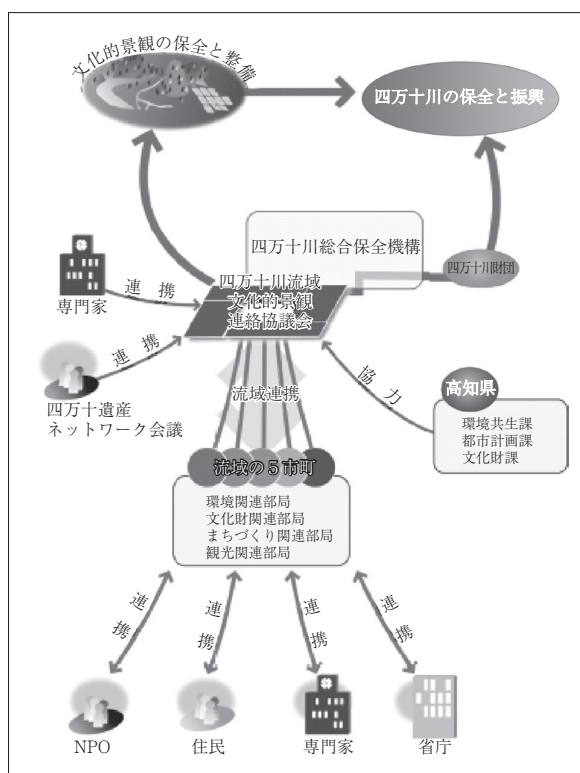 文化的景観の保全と整備
四万十川の保全と振興
四万十川総合保全機構
四万十川財団
四万十川流域
文化的景観
連絡協議会
専門家
連携
連携
四万十遺産
ネットワーク会議
流域連携
協力
高知県
環境共生課
都市計画課
文化財課
流域の５市町
環境関連部局
文化財関連部局
まちづくり関連部局
観光関連部局
連携
連携
連携
連携
NPO
住民
専門家
省庁